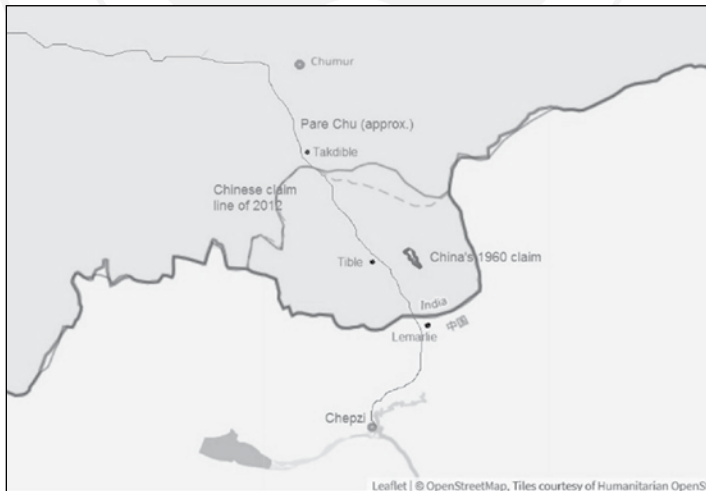 Chumur
Pare Chu (approx.)
Takdible
Chinese claim
line of 2012
China's 1960 claim
Tible
India
中国
Lemarlie
Chepzi
Leaflet | © OpenStreetMap, Tiles courtesy of Humanitarian OpenSt